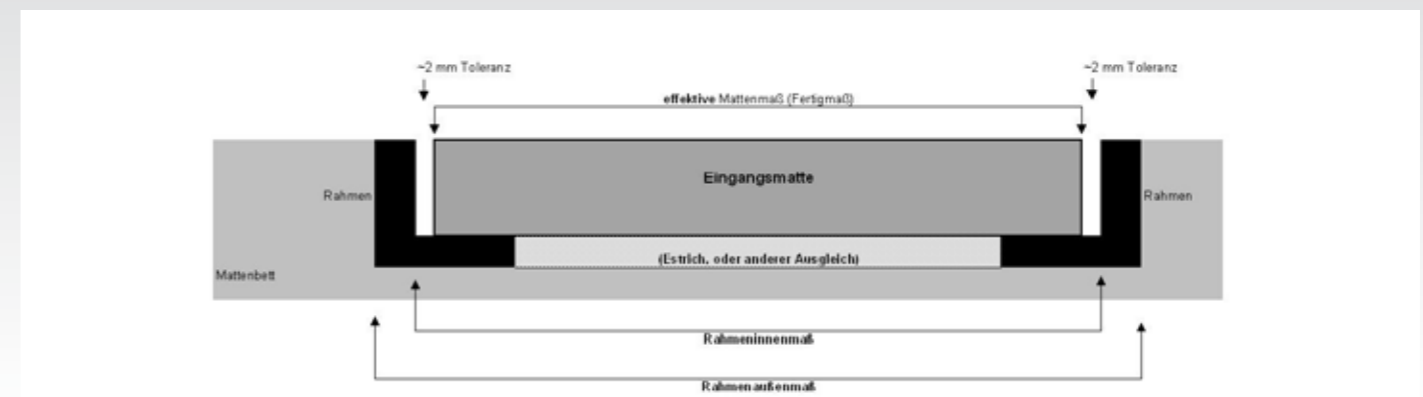 ~2 mm Toleranz
~2 mm Toleranz
effektive Mattenmaß (Fertigmaß)
Eingangsmatte
Rahmen
Rahmen
(Estrich, oder anderer Ausgleich)
Mattenbett
Rahmeninnenmaß
Rahmenaußenmaß